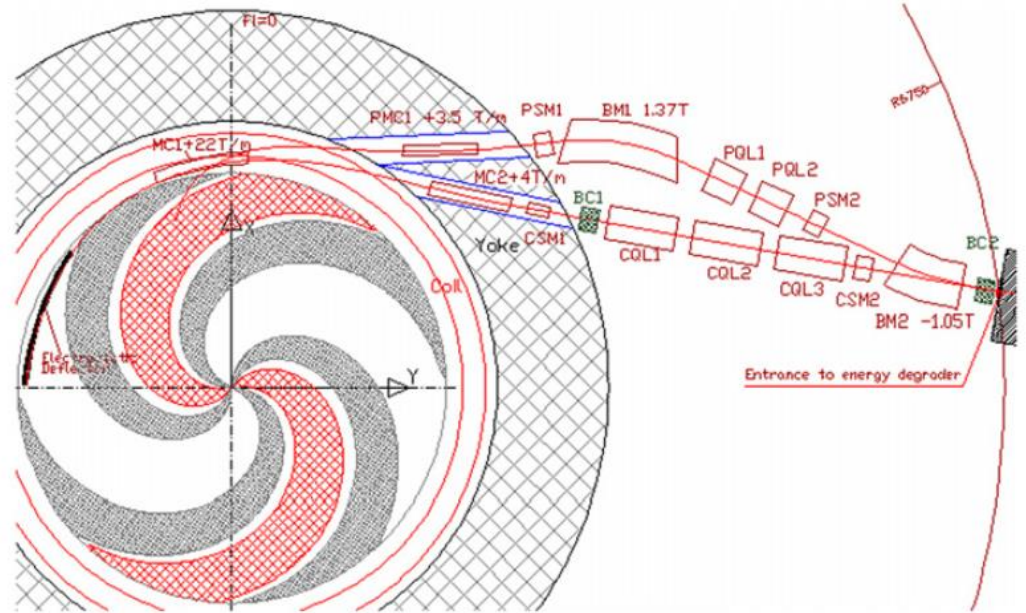 Fi=0
R6750
PMC1 +3.5 T/m
PSM1
BM1 1.37T
MC1+22T/m
PQL1
PQL2
PSM2
MC2+4T/m
BC1
CSM1
Yoke
CQL1
CQL2
CQL3
CSM2
BC2
BM2 -1.05T
X
Coil
Y
Entrance to energy degrader